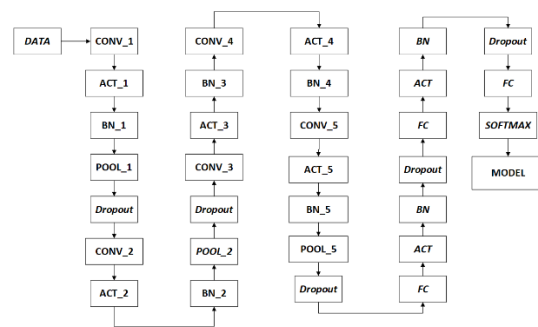 DATA
CONV_1
ACT_1
BN_1
POOL_1
Dropout
CONV_2
ACT_2
BN_2
POOL_2
Dropout
CONV_3
ACT_3
BN_3
CONV_4
ACT_4
BN_4
CONV_5
ACT_5
BN_5
POOL_5
Dropout
FC
ACT
BN
Dropout
FC
ACT
BN
Dropout
FC
SOFTMAX
MODEL